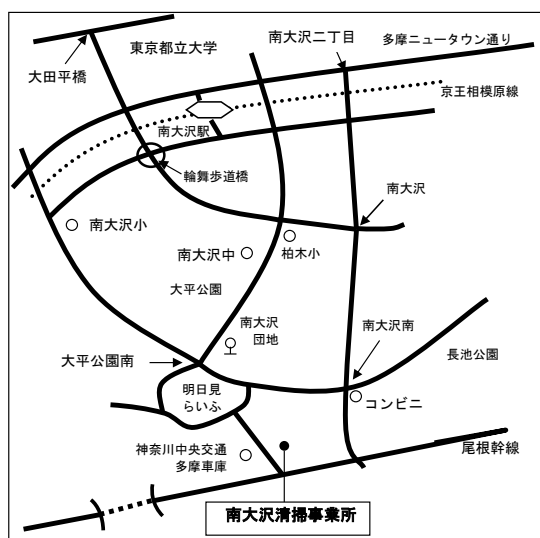 南大沢二丁目
東京都立大学
多摩ニュータウン通り
大田平橋
京王相模原線
南大沢駅
輪舞歩道橋
南大沢
南大沢小
南大沢中
柏木小
大平公園
南大沢
団地
南大沢南
長池公園
大平公園南
明日見
らいふ
コンビニ
神奈川中央交通
多摩車庫
尾根幹線
南大沢清掃事業所